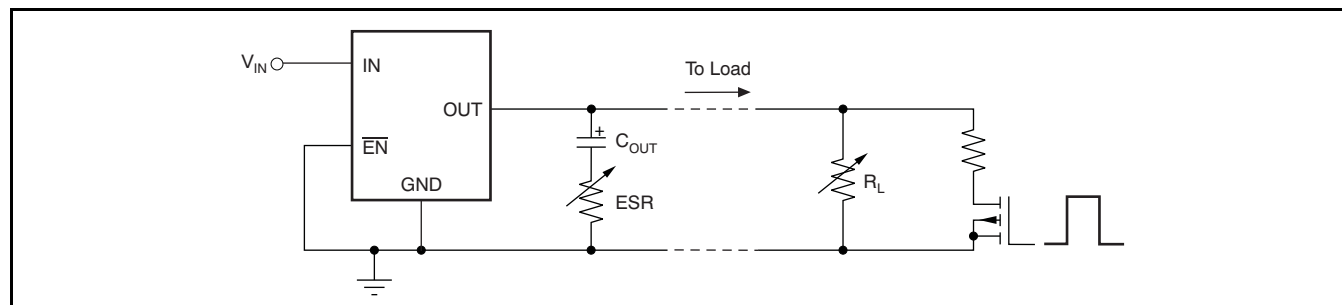 To Load
V_IN
IN
OUT
+
C_OUT
EN
GND
ESR
R_L